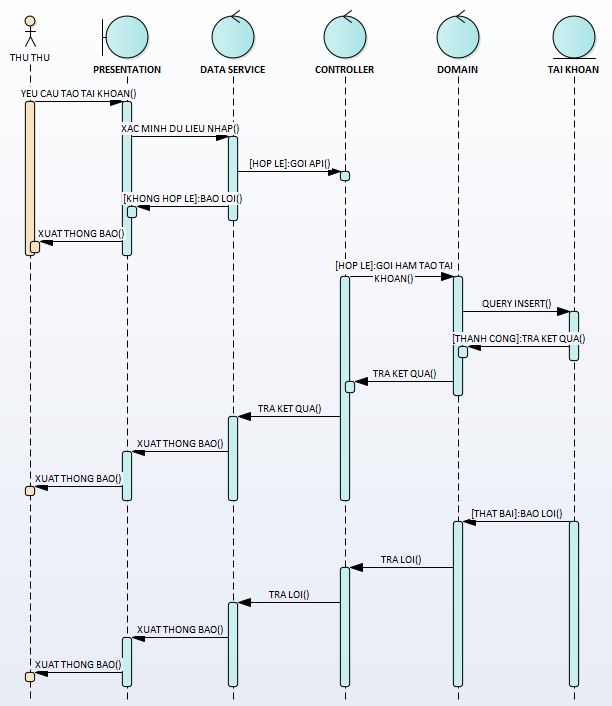 THU THU
PRESENTATION
DATA SERVICE
CONTROLLER
DOMAIN
TAI KHOAN
YEU CAU TAO TAI KHOAN()
XAC MINH DU LIEU NHAP()
[HOP LE]:GOI API()
[KHONG HOP LE]:BAO LOI()
XUAT THONG BAO()
[HOP LE]:GOI HAM TAO TAI
KHOAN()
QUERY INSERT()
[THANH CONG]:TRA KET QUA()
TRA KET QUA()
TRA KET QUA()
XUAT THONG BAO()
XUAT THONG BAO()
[THAT BAI]:BAO LOI()
TRA LOI()
TRA LOI()
XUAT THONG BAO()
XUAT THONG BAO()